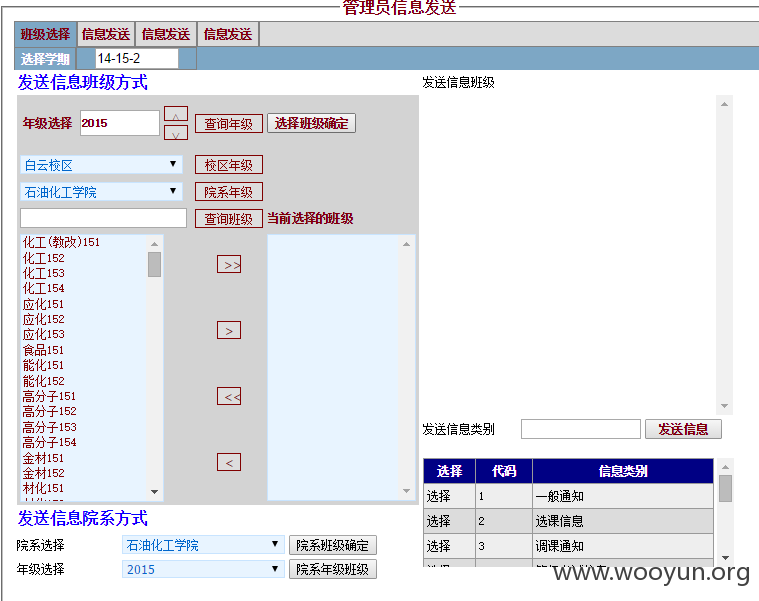 管理员信息发送
班级选择 信息发送 信息发送 信息发送
选择学期 14-15-2
发送信息班级方式
年级选择 2015 查询年级 选择班级确定
白云校区 校区年级
石油化工学院 院系年级
查询班级 当前选择的班级
化工(教改)151
化工152
化工153
化工154
应化151
应化152
应化153
食品151
能化151
能化152
高分子151
高分子152
高分子153
高分子154
金材151
金材152
材化151
>>
>
<<
<
发送信息院系方式
院系选择 石油化工学院 院系班级确定
年级选择 2015 院系年级班级
发送信息班级
发送信息类别 发送信息
选择 代码 信息类别
选择 1 一般通知
选择 2 选课信息
选择 3 调课通知
www.wooyun.org